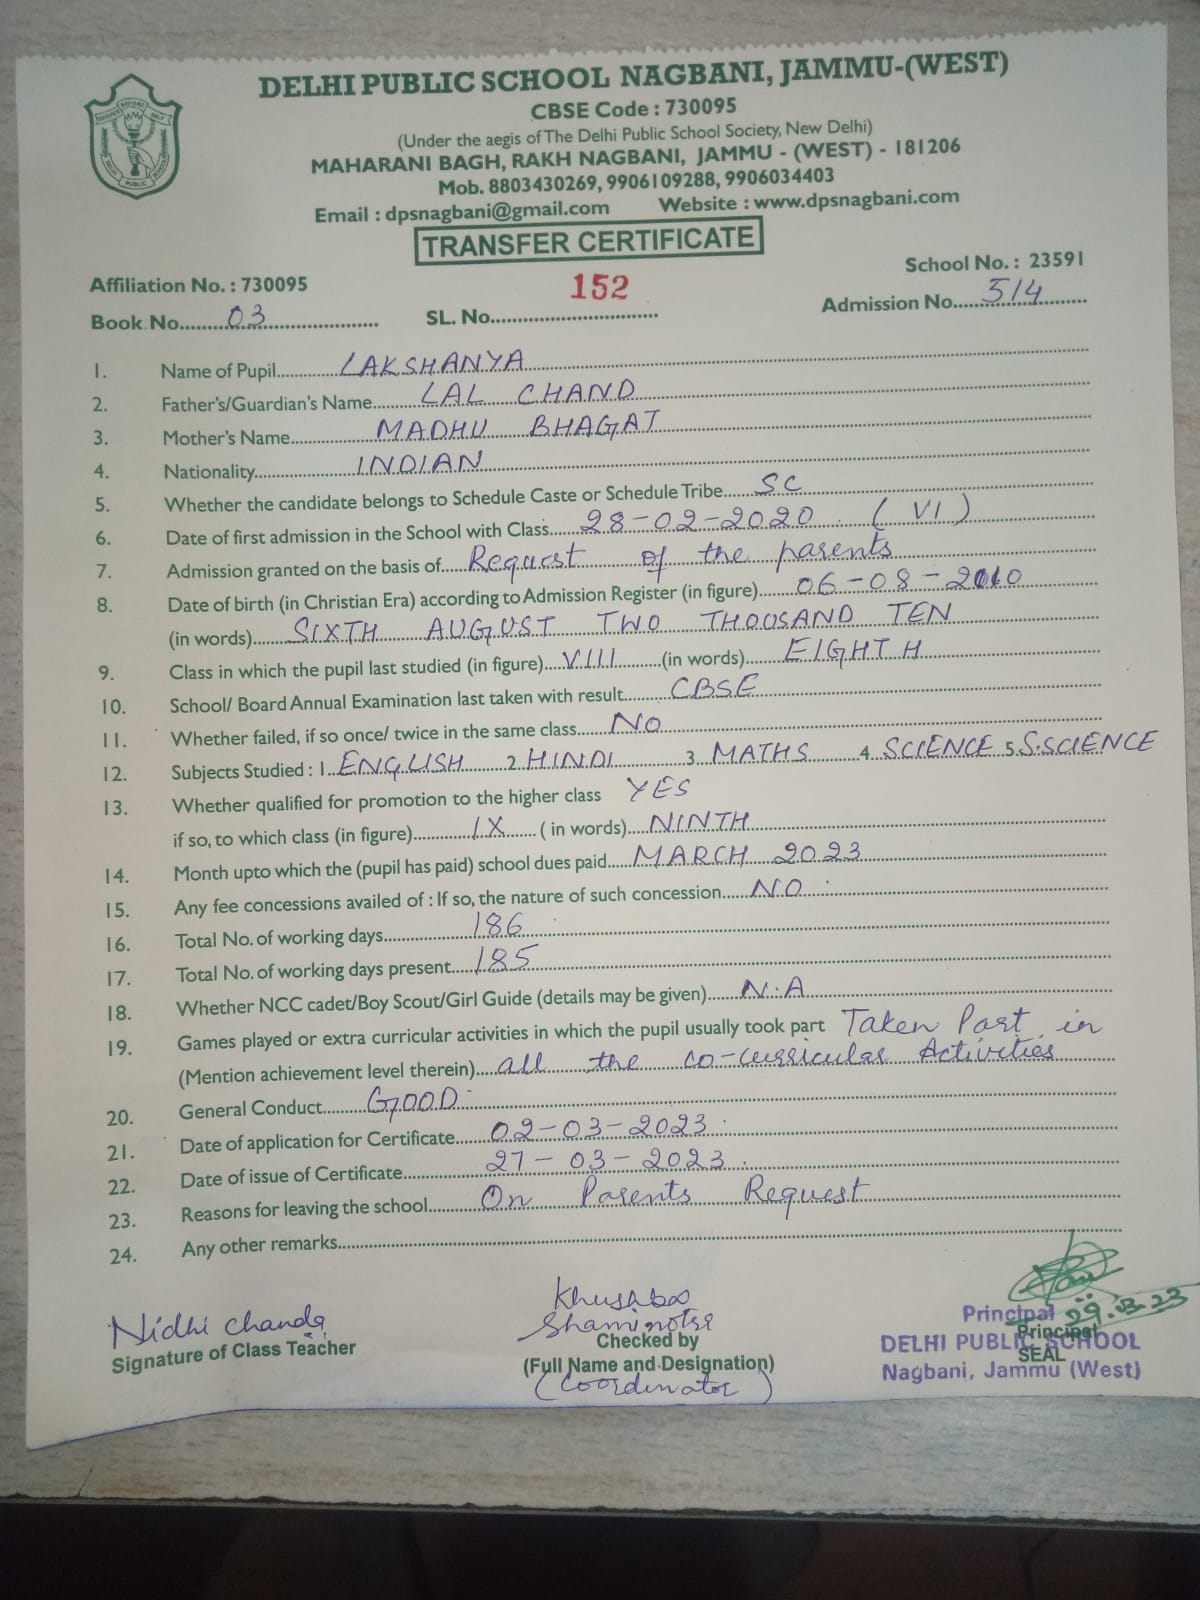 DELHI PUBLIC SCHOOL NAGBANI, JAMMU-(WEST)
CBSE Code : 730095
(Under the aegis of The Delhi Public School Society, New Delhi)
MAHARANI BAGH, RAKH NAGBANI, JAMMU - (WEST) - 181206
Mob. 8803430269, 9906109288, 9906034403
Email : dpsnagbani@gmail.com Website : www.dpsnagbani.com
SERVICE BEFORE SELF
DELHI PUBLIC SCHOOL
TRANSFER CERTIFICATE
Affiliation No. : 730095 School No. : 23591
Book No. 03 SL. No. 152 Admission No. 514
1. Name of Pupil LAKSHANYA
2. Father's/Guardian's Name LAL CHAND
3. Mother's Name MADHU BHAGAT
4. Nationality INDIAN
5. Whether the candidate belongs to Schedule Caste or Schedule Tribe SC
6. Date of first admission in the School with Class 28-02-2020 (VI)
7. Admission granted on the basis of Request of the parents
8. Date of birth (in Christian Era) according to Admission Register (in figure) 06-08-2010
(in words) SIXTH AUGUST TWO THOUSAND TEN
9. Class in which the pupil last studied (in figure) VIII (in words) EIGHTH
10. School/ Board Annual Examination last taken with result CBSE
11. Whether failed, if so once/ twice in the same class NO
12. Subjects Studied : 1. ENGLISH 2. HINDI 3. MATHS 4. SCIENCE 5. S.SCIENCE
13. Whether qualified for promotion to the higher class YES
if so, to which class (in figure) IX (in words) NINTH
14. Month upto which the (pupil has paid) school dues paid MARCH 2023
15. Any fee concessions availed of : If so, the nature of such concession NO
16. Total No. of working days 186
17. Total No. of working days present 185
18. Whether NCC cadet/Boy Scout/Girl Guide (details may be given) N.A
19. Games played or extra curricular activities in which the pupil usually took part Taken Part in
(Mention achievement level therein) all the co-curricular Activities
20. General Conduct GOOD
21. Date of application for Certificate 02-03-2023
22. Date of issue of Certificate 27-03-2023
23. Reasons for leaving the school On Parents Request
24. Any other remarks
Nidhi Chanda
Signature of Class Teacher
Khushboo
Shaminotra
Checked by
(Full Name and Designation)
(Coordinator)
29.03.23
Principal
Principal
DELHI PUBLIC SCHOOL
SEAL
Nagbani, Jammu (West)